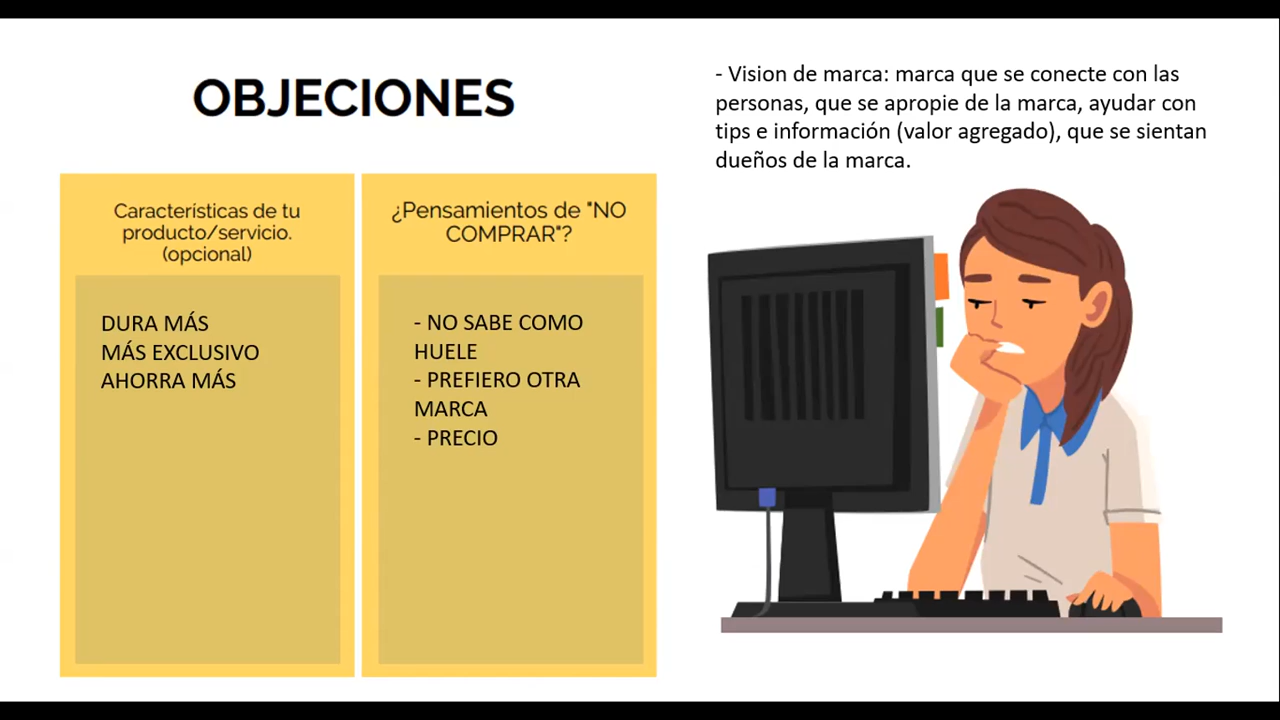 OBJECIONES
Características de tu
producto/servicio.
(opcional)
DURA MÁS
MÁS EXCLUSIVO
AHORRA MÁS
¿Pensamientos de "NO
COMPRAR"?
- NO SABE COMO
HUELE
- PREFIERO OTRA
MARCA
- PRECIO
- Vision de marca: marca que se conecte con las
personas, que se apropie de la marca, ayudar con
tips e información (valor agregado), que se sientan
dueños de la marca.